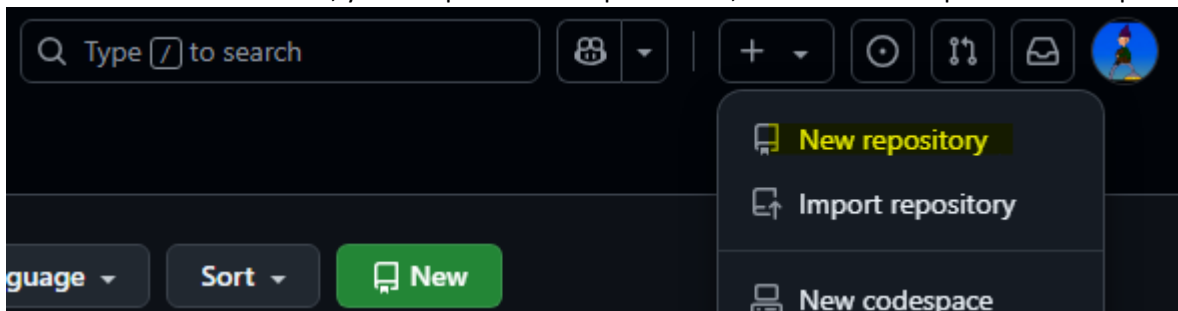 Type / to search
New repository
Import repository
guage Sort New
New codespace